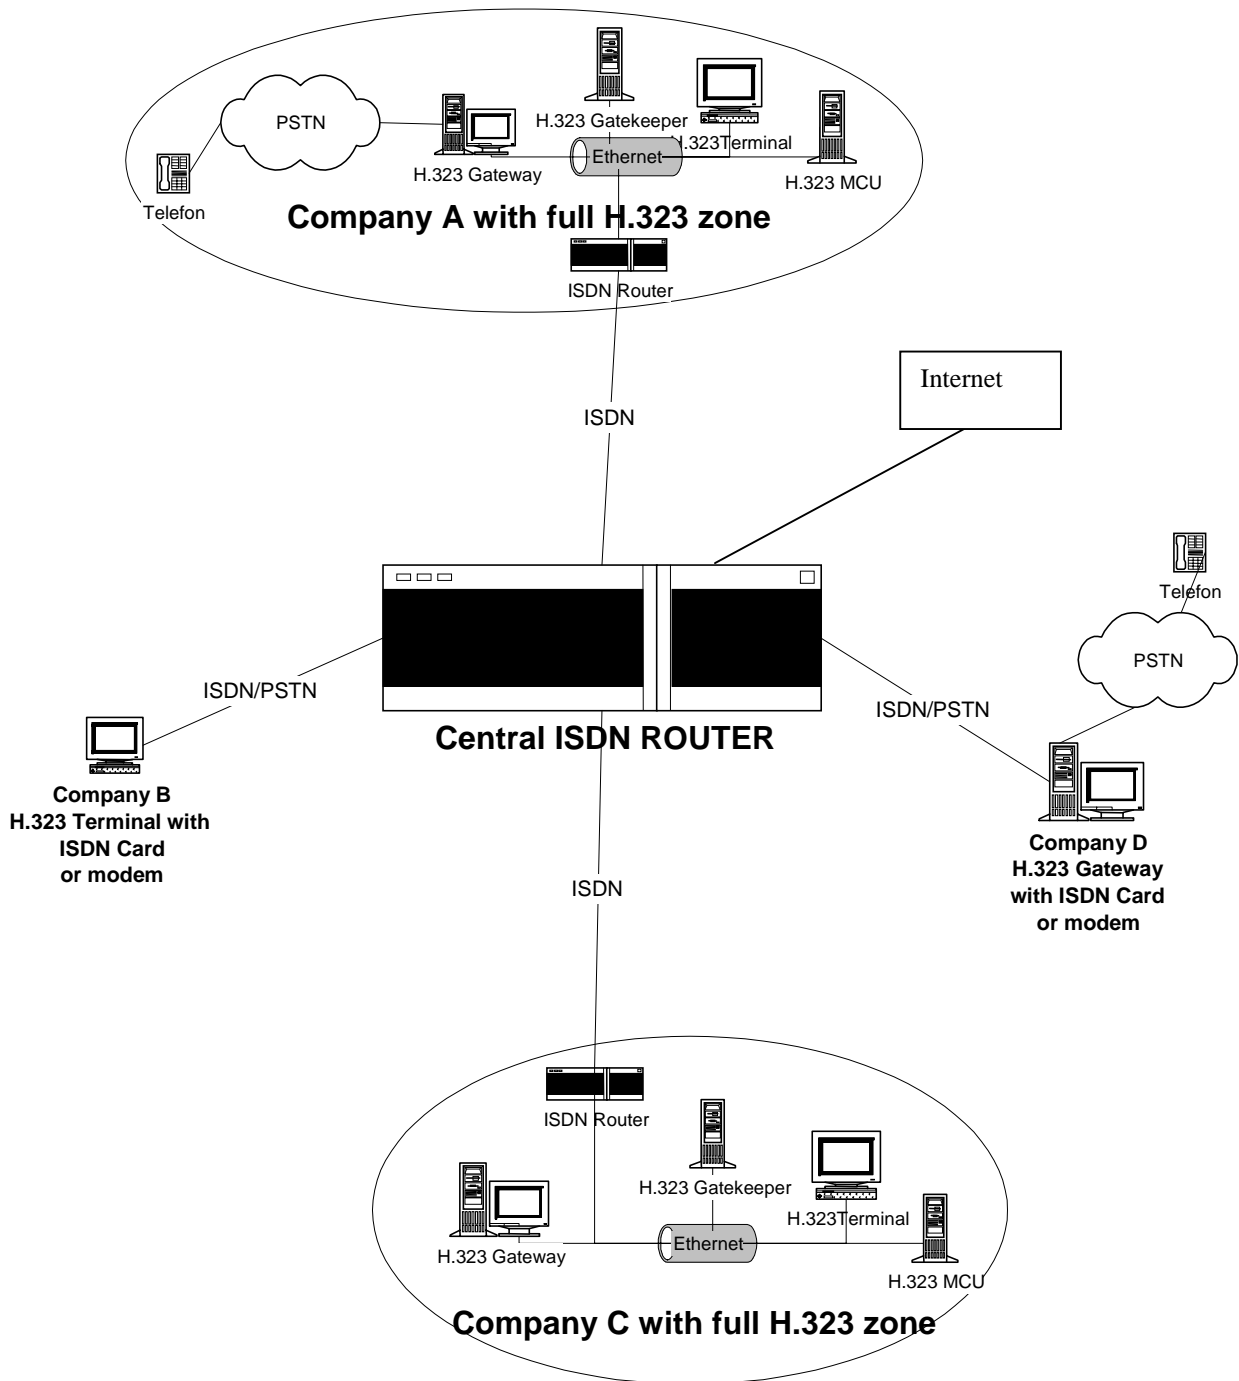 PSTN
H.323 Gatekeeper
H.323Terminal
Ethernet
H.323 Gateway
H.323 MCU
Telefon
Company A with full H.323 zone
ISDN Router
Internet
ISDN
Telefon
PSTN
ISDN/PSTN
ISDN/PSTN
Central ISDN ROUTER
Company B
H.323 Terminal with
ISDN Card
or modem
Company D
H.323 Gateway
with ISDN Card
or modem
ISDN
ISDN Router
H.323 Gatekeeper
H.323Terminal
Ethernet
H.323 Gateway
H.323 MCU
Company C with full H.323 zone